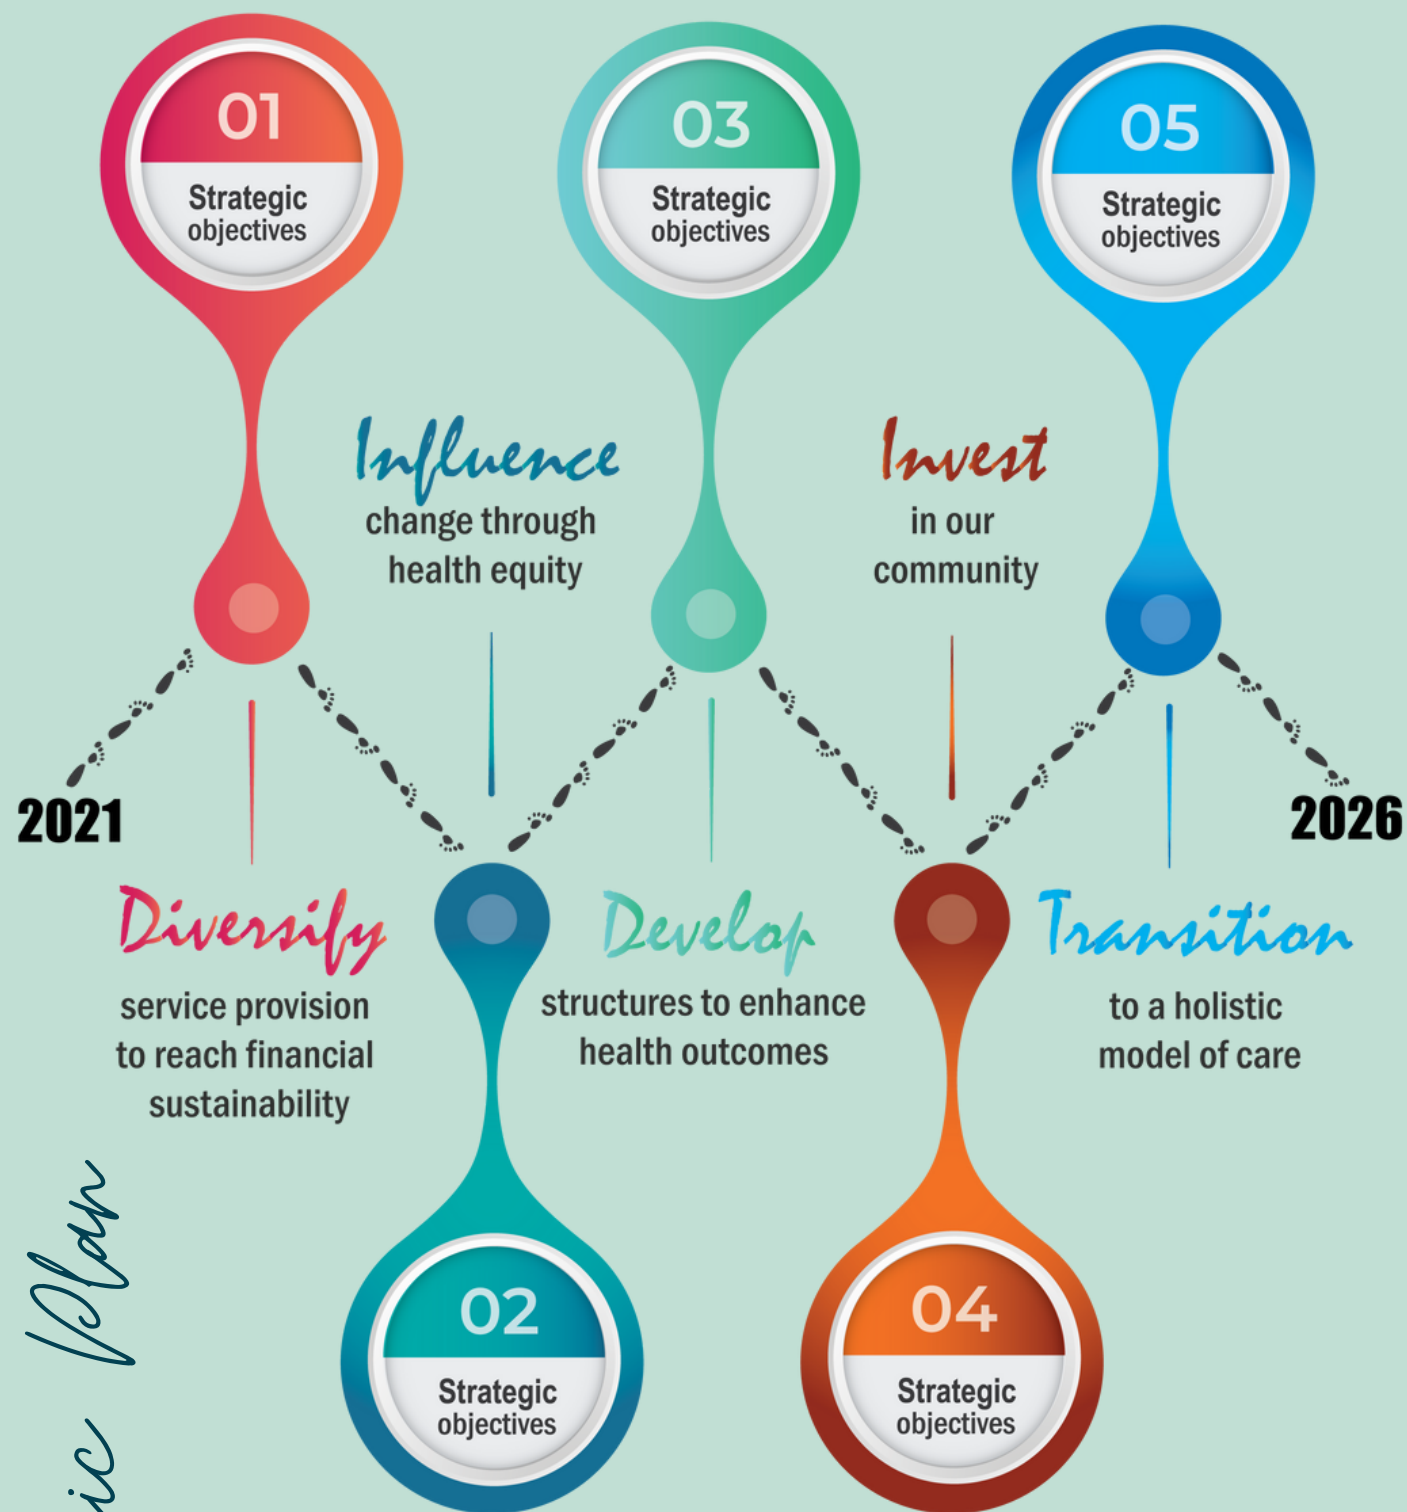 01
Strategic
objectives
03
Strategic
objectives
05
Strategic
objectives
Influence
change through
health equity
Invest
in our
community
2021
2026
Diversify
service provision
to reach financial
sustainability
Develop
structures to enhance
health outcomes
Transition
to a holistic
model of care
02
Strategic
objectives
04
Strategic
objectives
ic Plan